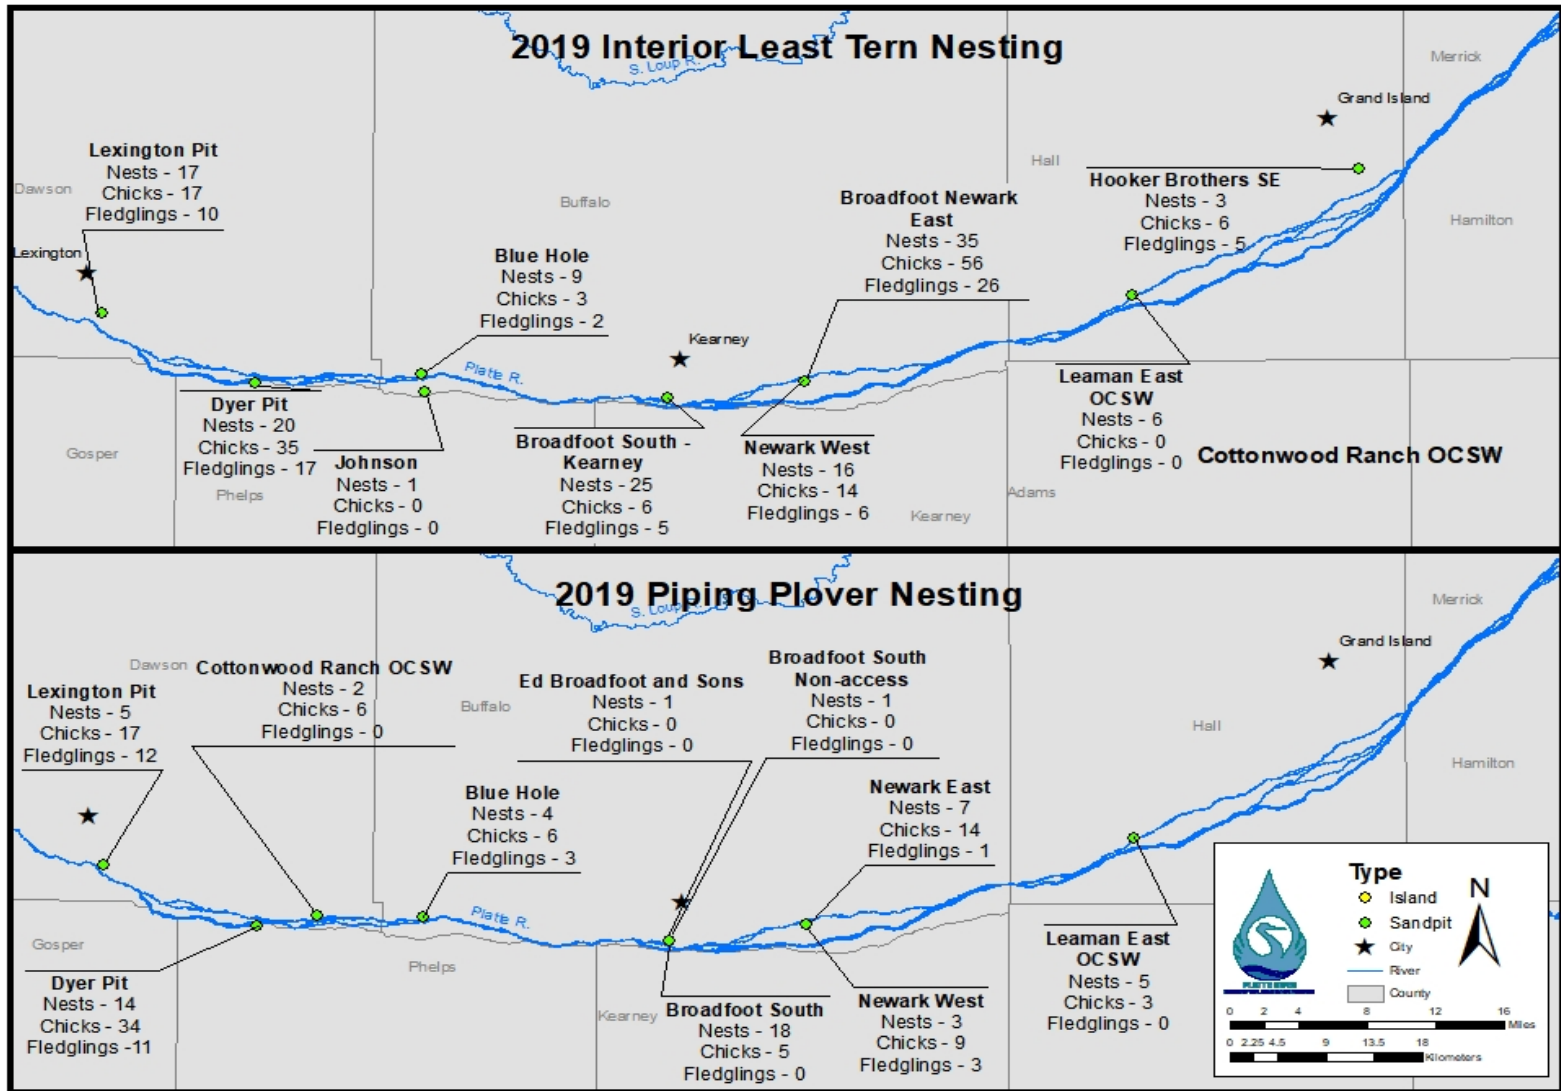 2019 Interior Least Tern Nesting
S. Loup R.
Merrick
Grand Island
Lexington Pit
Nests - 17
Chicks - 17
Fledglings - 10
Dawson
Lexington
Buffalo
Hall
Hamilton
Blue Hole
Nests - 9
Chicks - 3
Fledglings - 2
Broadfoot Newark
East
Nests - 35
Chicks - 56
Fledglings - 26
Hooker Brothers SE
Nests - 3
Chicks - 6
Fledglings - 5
Kearney
Platte R.
Dyer Pit
Nests - 20
Chicks - 35
Fledglings - 17
Gosper
Phelps
Johnson
Nests - 1
Chicks - 0
Fledglings - 0
Broadfoot South -
Kearney
Nests - 25
Chicks - 6
Fledglings - 5
Newark West
Nests - 16
Chicks - 14
Fledglings - 6
Kearney
Adams
Leaman East
OCSW
Nests - 6
Chicks - 0
Fledglings - 0
Cottonwood Ranch OCSW
2019 Piping Plover Nesting
S. Loup R.
Merrick
Grand Island
Dawson
Lexington Pit
Nests - 5
Chicks - 17
Fledglings - 12
Cottonwood Ranch OCSW
Nests - 2
Chicks - 6
Fledglings - 0
Buffalo
Ed Broadfoot and Sons
Nests - 1
Chicks - 0
Fledglings - 0
Broadfoot South
Non-access
Nests - 1
Chicks - 0
Fledglings - 0
Hall
Hamilton
Blue Hole
Nests - 4
Chicks - 6
Fledglings - 3
Newark East
Nests - 7
Chicks - 14
Fledglings - 1
Platte R.
Gosper
Phelps
Dyer Pit
Nests - 14
Chicks - 34
Fledglings -11
Kearney
Broadfoot South
Nests - 18
Chicks - 5
Fledglings - 0
Newark West
Nests - 3
Chicks - 9
Fledglings - 3
Leaman East
OCSW
Nests - 5
Chicks - 3
Fledglings - 0
Type
Island
Sandpit
City
River
County
N
0 2 4 8 12 16
Miles
0 2.25 4.5 9 13.5 18
Kilometers